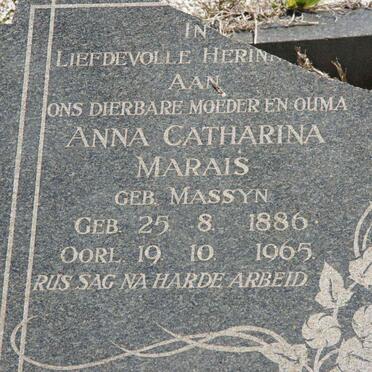 IN
LIEFDEVOLLE
AAN
ONS DIERBARE MOEDER EN OUMA
ANNA CATHARINA
MARAIS
GEB. MASSYN
GEB. 25. 8. 1886
OORL. 19. 10. 1965
RUS SAG NA HARDE ARBEID